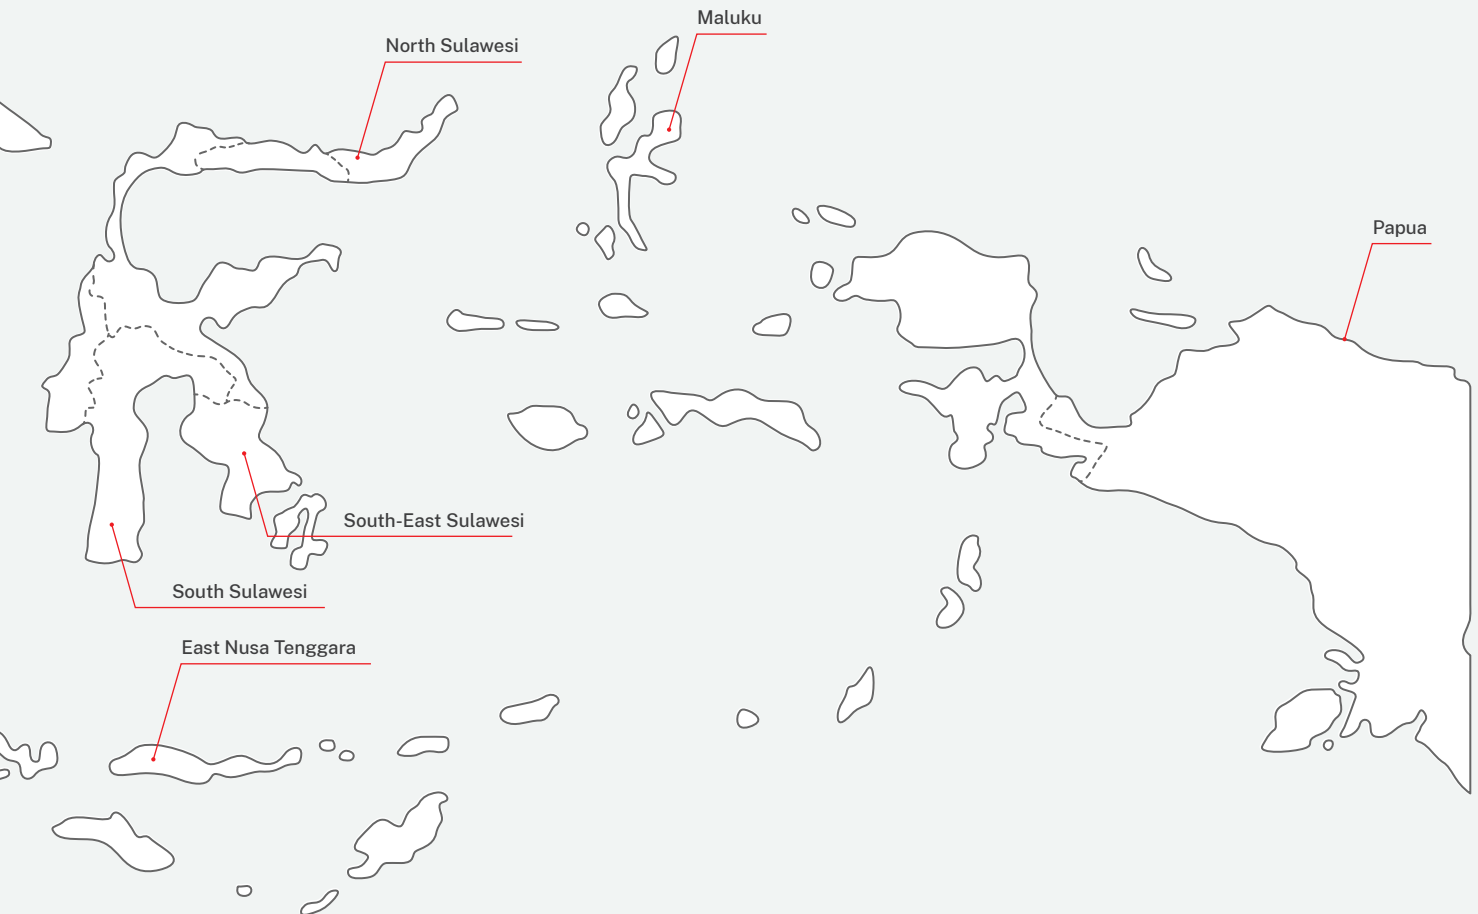 Maluku
North Sulawesi
Papua
South-East Sulawesi
South Sulawesi
East Nusa Tenggara